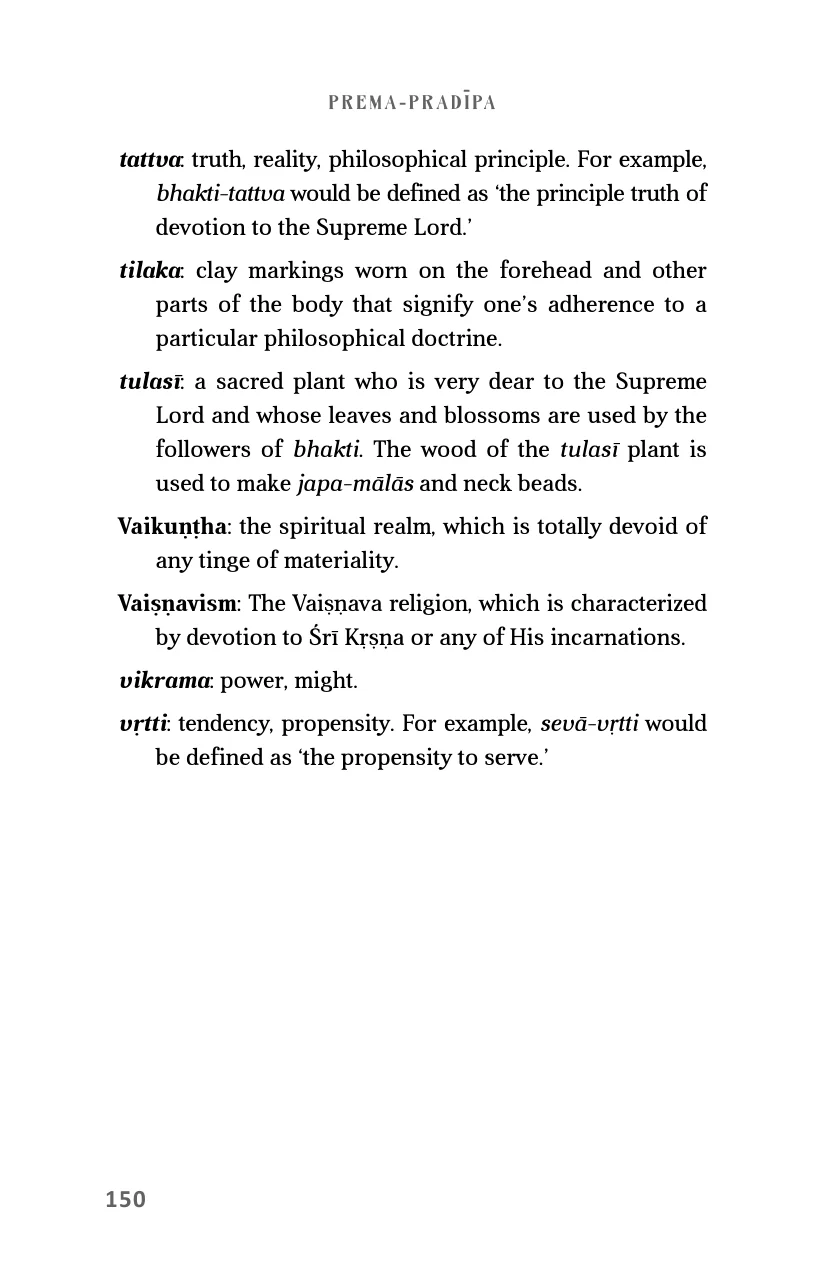 PREMA-PRADĪPA
tattva: truth, reality, philosophical principle. For example,
bhakti-tattva would be defined as ‘the principle truth of
devotion to the Supreme Lord.’
tilaka: clay markings worn on the forehead and other
parts of the body that signify one’s adherence to a
particular philosophical doctrine.
tulasī: a sacred plant who is very dear to the Supreme
Lord and whose leaves and blossoms are used by the
followers of bhakti. The wood of the tulasī plant is
used to make japa-mālās and neck beads.
Vaikuṇṭha: the spiritual realm, which is totally devoid of
any tinge of materiality.
Vaiṣṇavism: The Vaiṣṇava religion, which is characterized
by devotion to Śrī Kṛṣṇa or any of His incarnations.
vikrama: power, might.
vṛtti: tendency, propensity. For example, sevā-vṛtti would
be defined as ‘the propensity to serve.’
150